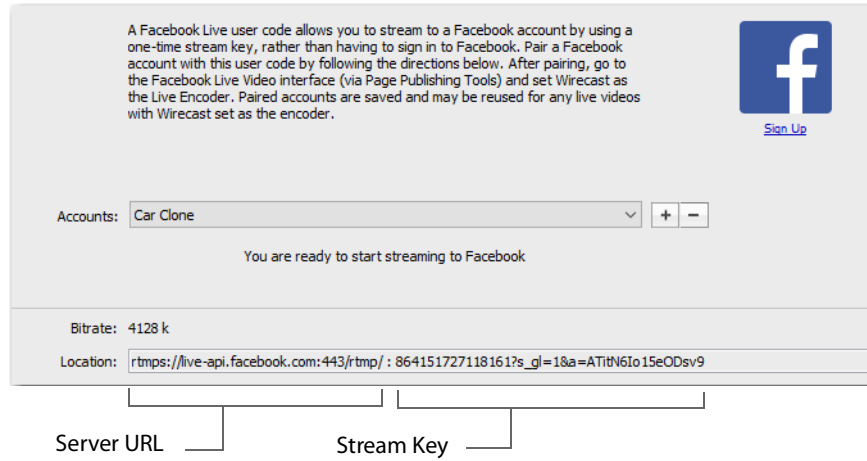 A Facebook Live user code allows you to stream to a Facebook account by using a
one-time stream key, rather than having to sign in to Facebook. Pair a Facebook
account with this user code by following the directions below. After pairing, go to
the Facebook Live Video interface (via Page Publishing Tools) and set Wirecast as
the Live Encoder. Paired accounts are saved and may be reused for any live videos
with Wirecast set as the encoder.
f
Sign Up
Accounts: Car Clone + −
You are ready to start streaming to Facebook
Bitrate: 4128 k
Location: rtmps://live-api.facebook.com:443/rtmp/ : 864151727118161?s_gl=1&a=ATitN6Io15eODsv9
Server URL Stream Key